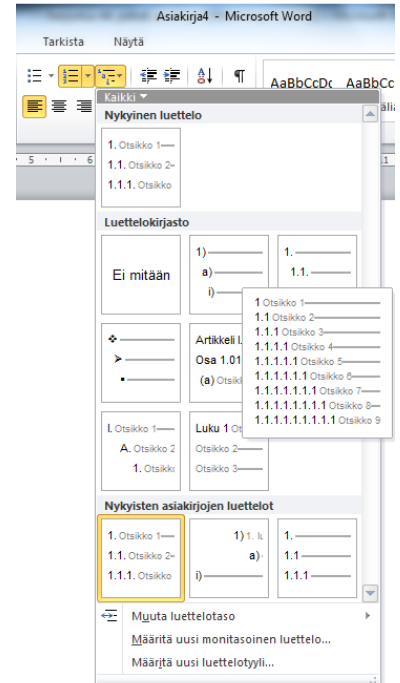 Asiakirja4 - Microsoft Word
Tarkista Näytä
AaBbCcDc AaBbCc
Kaikki
Nykyinen luettelo
5 6 11
1. Otsikko 1
1.1. Otsikko 2
1.1.1. Otsikko
Luettelokirjasto
Ei mitään
1)
a)
i)
1.
1.1.
1 Otsikko 1
1.1 Otsikko 2
1.1.1 Otsikko 3
1.1.1.1 Otsikko 4
1.1.1.1.1 Otsikko 5
1.1.1.1.1.1 Otsikko 6
1.1.1.1.1.1.1 Otsikko 7
1.1.1.1.1.1.1.1 Otsikko 8
1.1.1.1.1.1.1.1.1 Otsikko 9
Artikkeli I.
Osa 1.01
(a) Otsik
I. Otsikko 1
A. Otsikko 2
1. Otsikk
Luku 1 Ot
Otsikko 2
Otsikko 3
Nykyisten asiakirjojen luettelot
1. Otsikko 1
1.1. Otsikko 2
1.1.1. Otsikko
1) 1.
a)
i)
1.
1.1
1.1.1
Muuta luettelotaso
Määritä uusi monitasoinen luettelo...
Määritä uusi luettelotyyli...